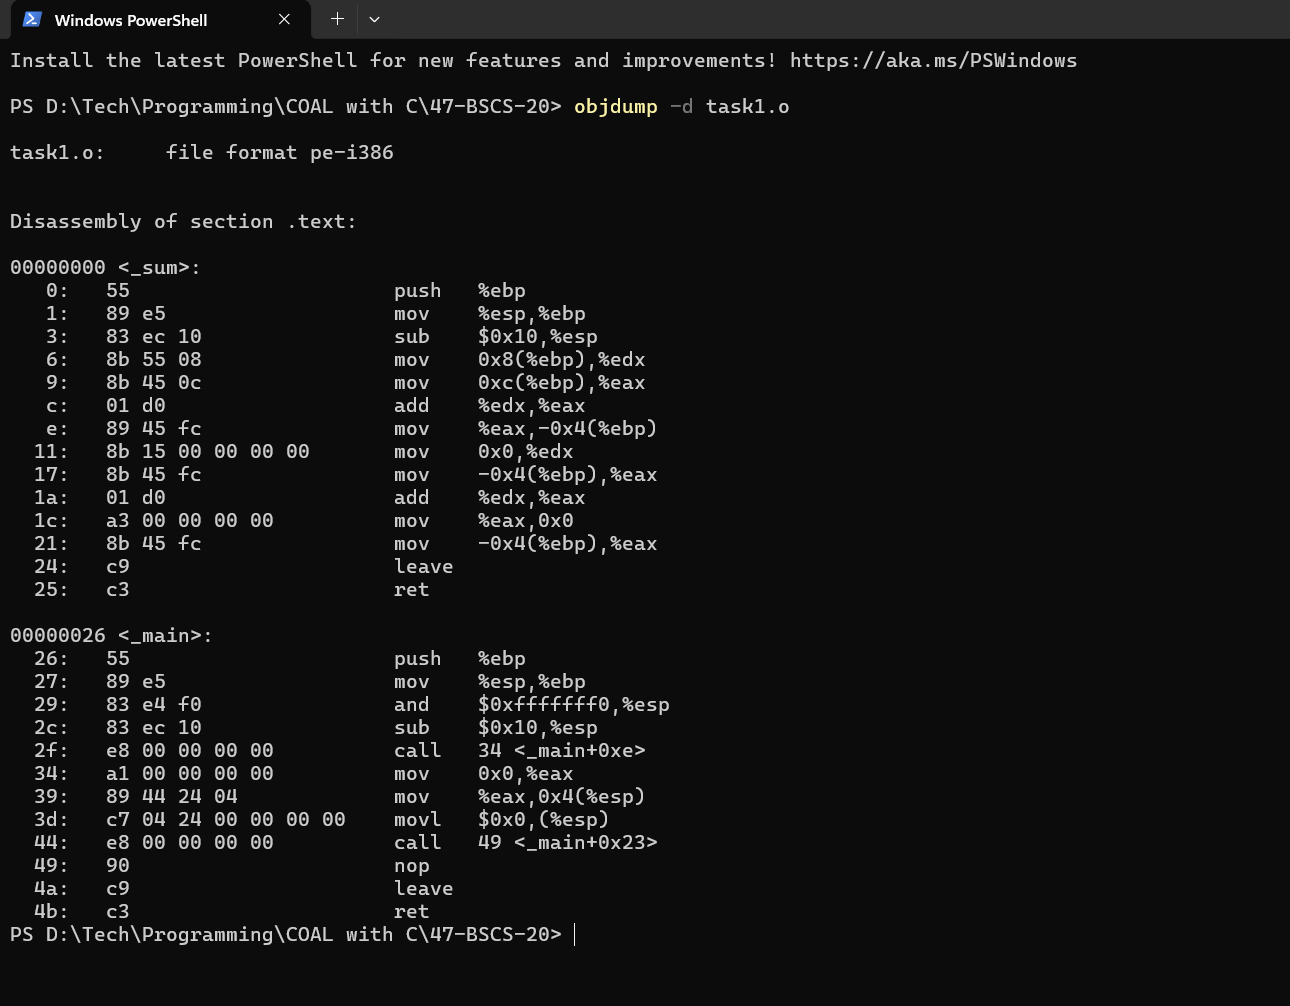 Windows PowerShell
Install the latest PowerShell for new features and improvements! https://aka.ms/PSWindows
PS D:\Tech\Programming\COAL with C\47-BSCS-20> objdump -d task1.o
task1.o:     file format pe-i386
Disassembly of section .text:
00000000 <_sum>:
   0:   55                      push   %ebp
   1:   89 e5                   mov    %esp,%ebp
   3:   83 ec 10                sub    $0x10,%esp
   6:   8b 55 08                mov    0x8(%ebp),%edx
   9:   8b 45 0c                mov    0xc(%ebp),%eax
   c:   01 d0                   add    %edx,%eax
   e:   89 45 fc                mov    %eax,-0x4(%ebp)
  11:   8b 15 00 00 00 00       mov    0x0,%edx
  17:   8b 45 fc                mov    -0x4(%ebp),%eax
  1a:   01 d0                   add    %edx,%eax
  1c:   a3 00 00 00 00          mov    %eax,0x0
  21:   8b 45 fc                mov    -0x4(%ebp),%eax
  24:   c9                      leave
  25:   c3                      ret
00000026 <_main>:
  26:   55                      push   %ebp
  27:   89 e5                   mov    %esp,%ebp
  29:   83 e4 f0                and    $0xfffffff0,%esp
  2c:   83 ec 10                sub    $0x10,%esp
  2f:   e8 00 00 00 00          call   34 <_main+0xe>
  34:   a1 00 00 00 00          mov    0x0,%eax
  39:   89 44 24 04             mov    %eax,0x4(%esp)
  3d:   c7 04 24 00 00 00 00    movl   $0x0,(%esp)
  44:   e8 00 00 00 00          call   49 <_main+0x23>
  49:   90                      nop
  4a:   c9                      leave
  4b:   c3                      ret
PS D:\Tech\Programming\COAL with C\47-BSCS-20>